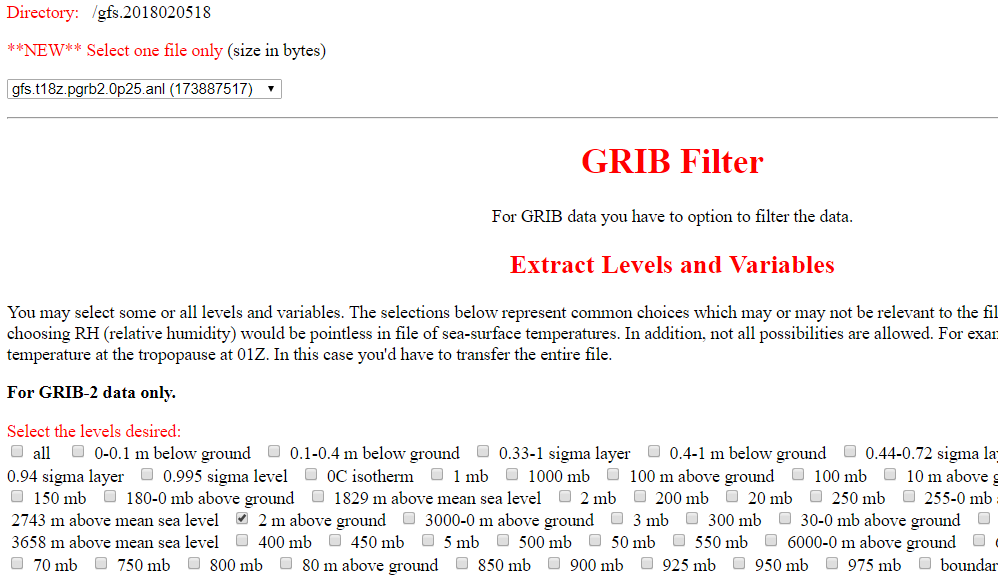 Directory: /gfs.2018020518
**NEW** Select one file only (size in bytes)
gfs.t18z.pgrb2.0p25.anl (173887517)
GRIB Filter
For GRIB data you have to option to filter the data.
Extract Levels and Variables
You may select some or all levels and variables. The selections below represent common choices which may or may not be relevant to the fil
choosing RH (relative humidity) would be pointless in file of sea-surface temperatures. In addition, not all possibilities are allowed. For exa
temperature at the tropopause at 01Z. In this case you'd have to transfer the entire file.
For GRIB-2 data only.
Select the levels desired:
all 0-0.1 m below ground 0.1-0.4 m below ground 0.33-1 sigma layer 0.4-1 m below ground 0.44-0.72 sigma la
0.94 sigma layer 0.995 sigma level 0C isotherm 1 mb 1000 mb 100 m above ground 100 mb 10 m above g
150 mb 180-0 mb above ground 1829 m above mean sea level 2 mb 200 mb 20 mb 250 mb 255-0 mb
2743 m above mean sea level 2 m above ground 3000-0 m above ground 3 mb 300 mb 30-0 mb above ground
3658 m above mean sea level 400 mb 450 mb 5 mb 500 mb 50 mb 550 mb 6000-0 m above ground
70 mb 750 mb 800 mb 80 m above ground 850 mb 900 mb 925 mb 950 mb 975 mb boundar